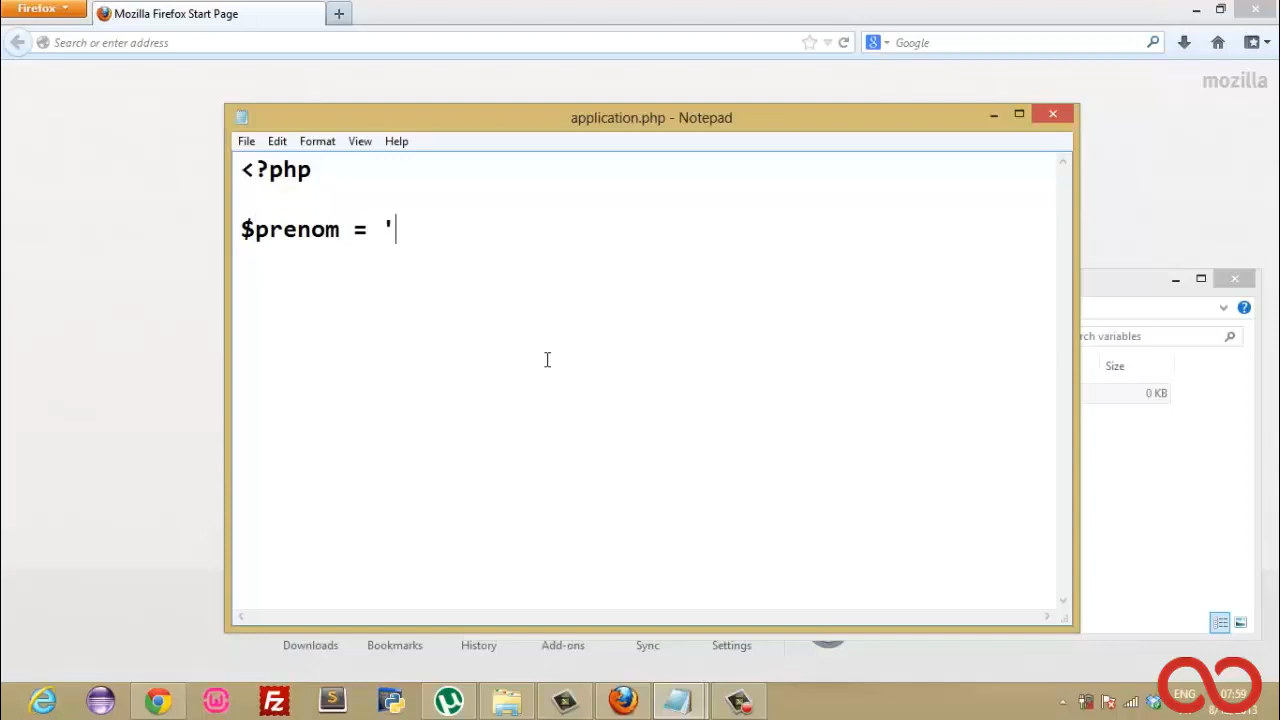 Firefox
Mozilla Firefox Start Page
Search or enter address
Google
mozilla
application.php - Notepad
File Edit Format View Help
<?php
$prenom = '
rch variables
Size
0 KB
Downloads Bookmarks History Add-ons Sync Settings
ENG
07:59